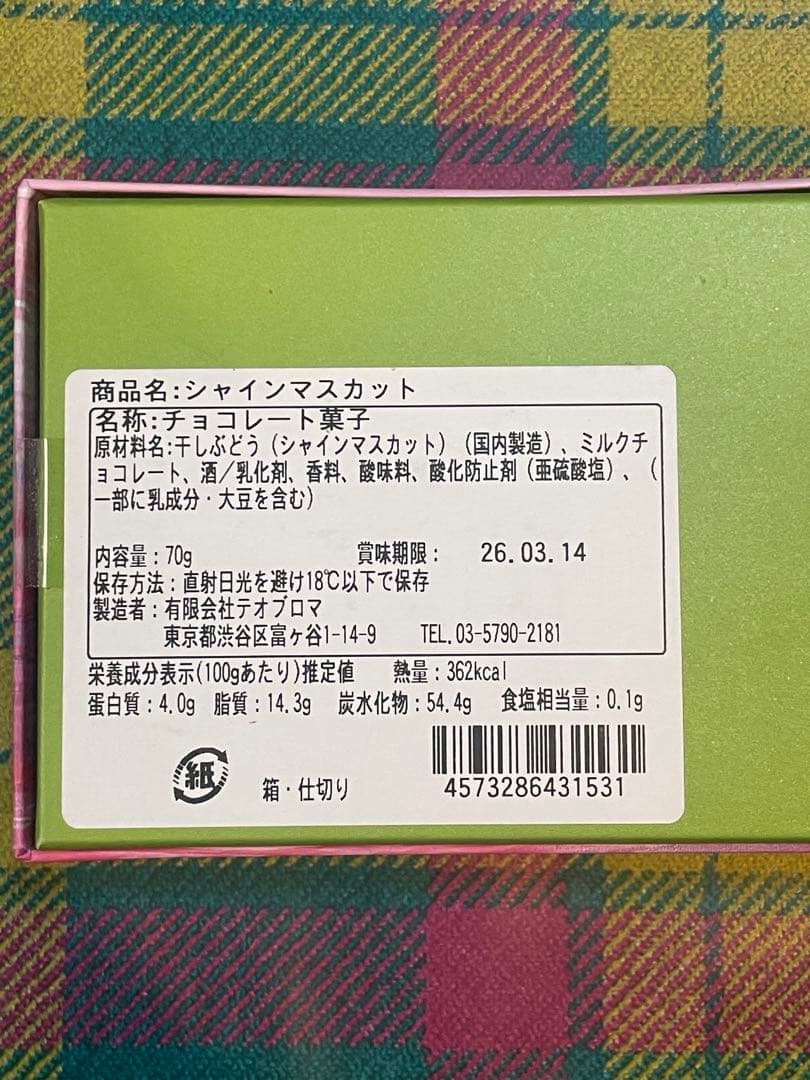 商品名:シャインマスカット
名称:チョコレート菓子
原材料名:干しぶどう(シャインマスカット)(国内製造)、ミルクチ
ョコレート、酒/乳化剤、香料、酸味料、酸化防止剤(亜硫酸塩)、(
一部に乳成分・大豆を含む)
内容量:70g 賞味期限: 26.03.14
保存方法:直射日光を避け18℃以下で保存
製造者:有限会社テオブロマ
東京都渋谷区富ヶ谷1-14-9 TEL.03-5790-2181
栄養成分表示(100gあたり)推定値 熱量:362kcal
蛋白質:4.0g 脂質:14.3g 炭水化物:54.4g 食塩相当量:0.1g
紙 箱・仕切り 4573286431531